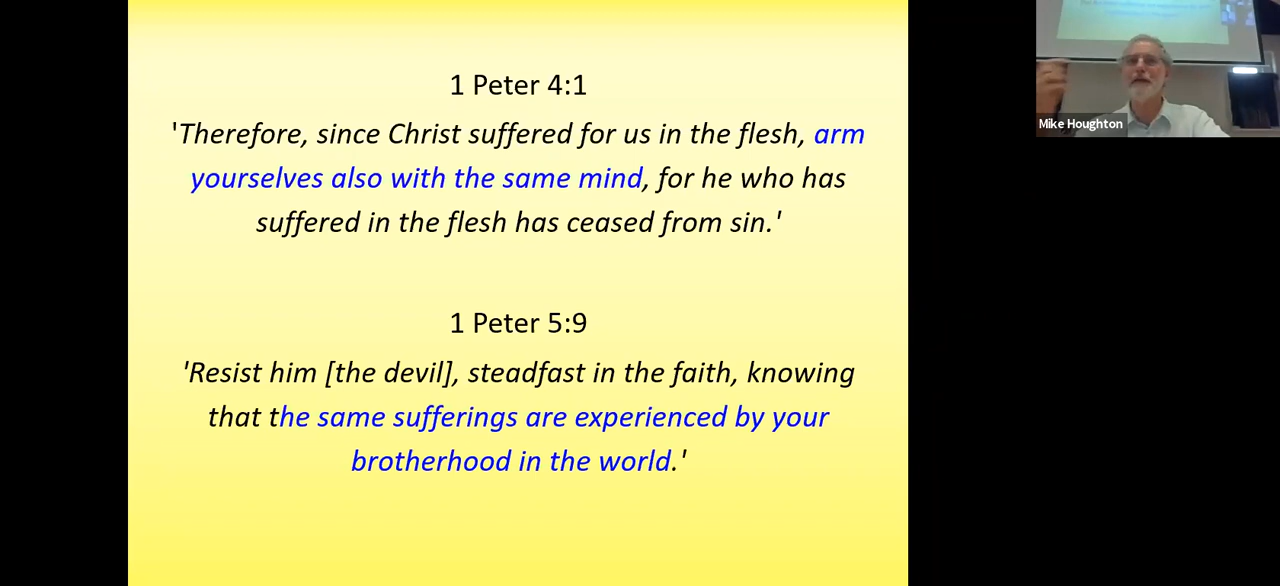 1 Peter 4:1
'Therefore, since Christ suffered for us in the flesh, arm
yourselves also with the same mind, for he who has
suffered in the flesh has ceased from sin.'
1 Peter 5:9
'Resist him [the devil], steadfast in the faith, knowing
that the same sufferings are experienced by your
brotherhood in the world.'
Mike Houghton